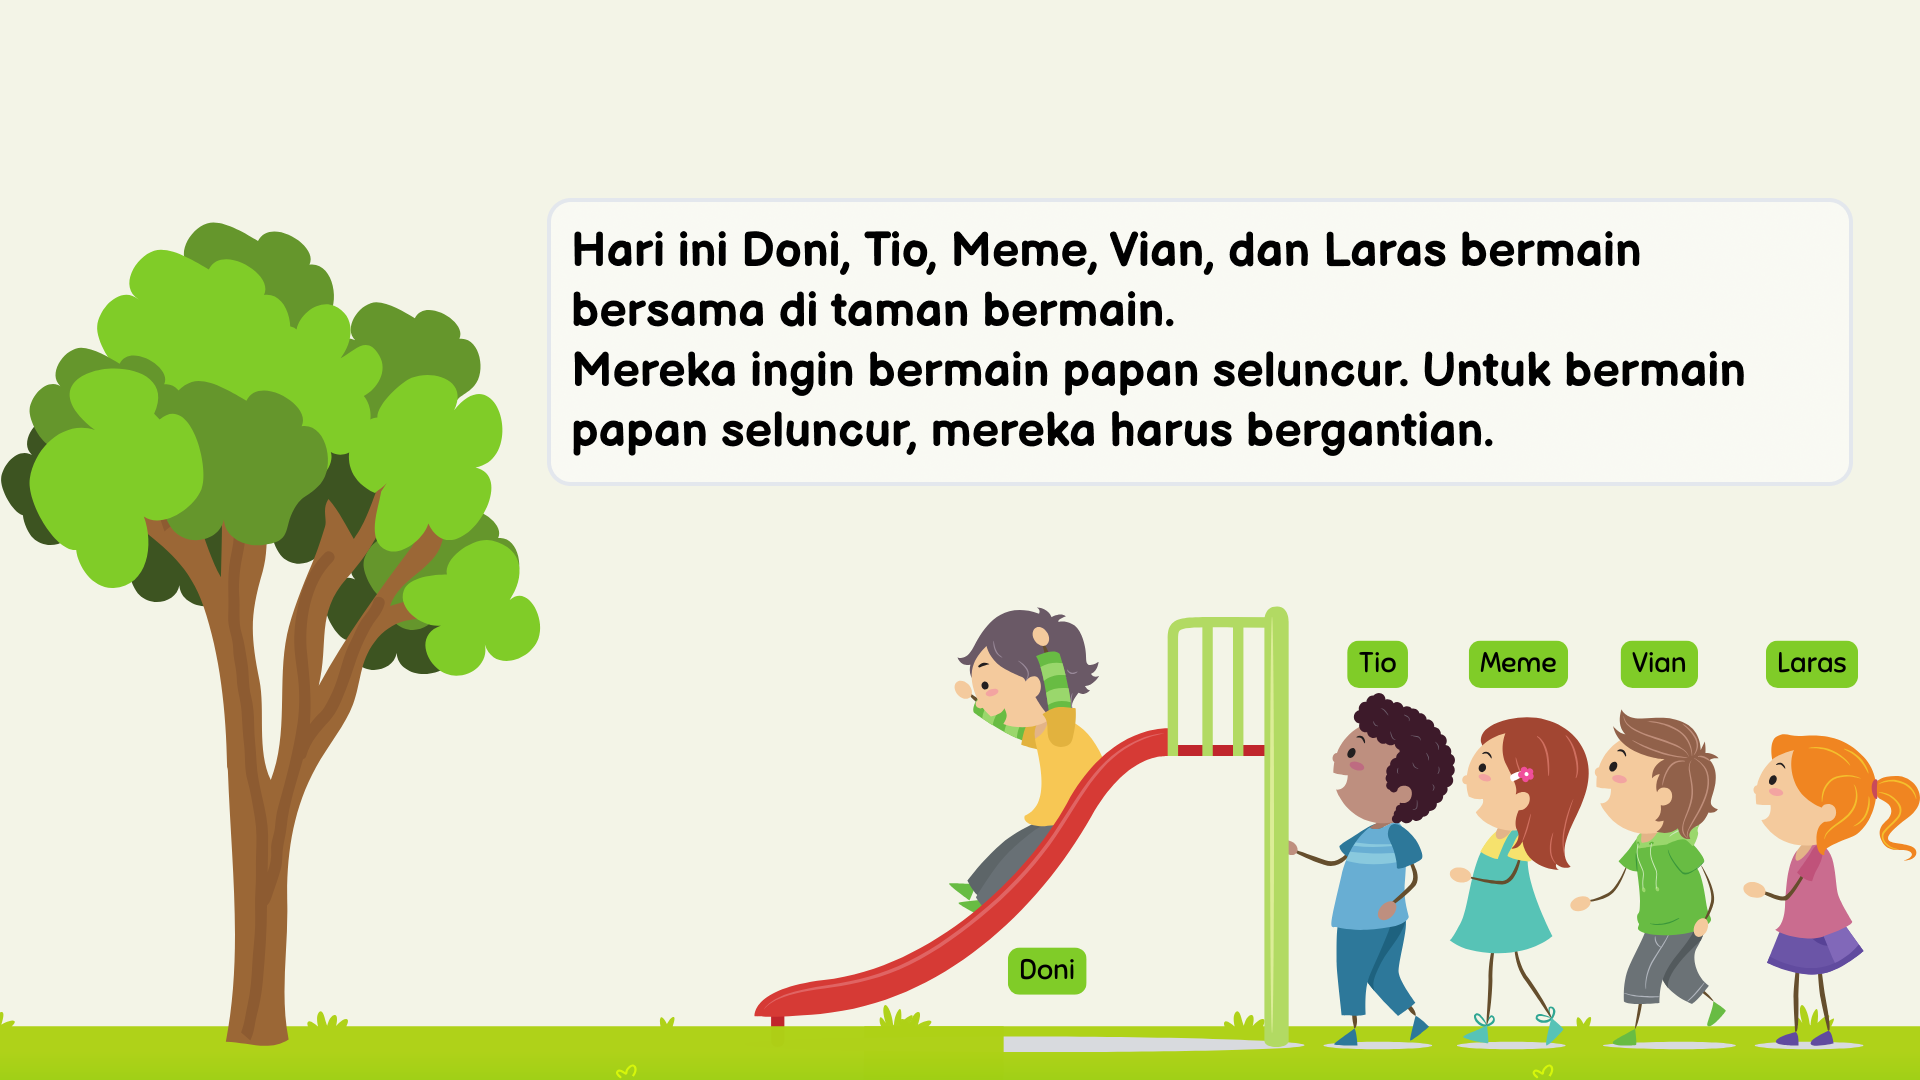 Hari ini Doni, Tio, Meme, Vian, dan Laras bermain
bersama di taman bermain.
Mereka ingin bermain papan seluncur. Untuk bermain
papan seluncur, mereka harus bergantian.
Tio
Meme
Vian
Laras
Doni